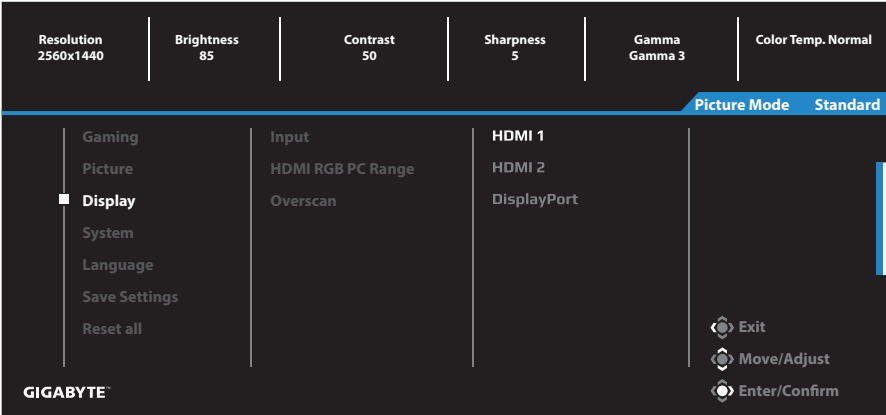 Resolution Brightness Contrast Sharpness Gamma Color Temp. Normal
2560x1440 85 50 5 Gamma 3
Picture Mode Standard
Gaming Input HDMI 1
Picture HDMI RGB PC Range HDMI 2
Display Overscan DisplayPort
System
Language
Save Settings
Reset all
Exit
Move/Adjust
GIGABYTE™ Enter/Confirm